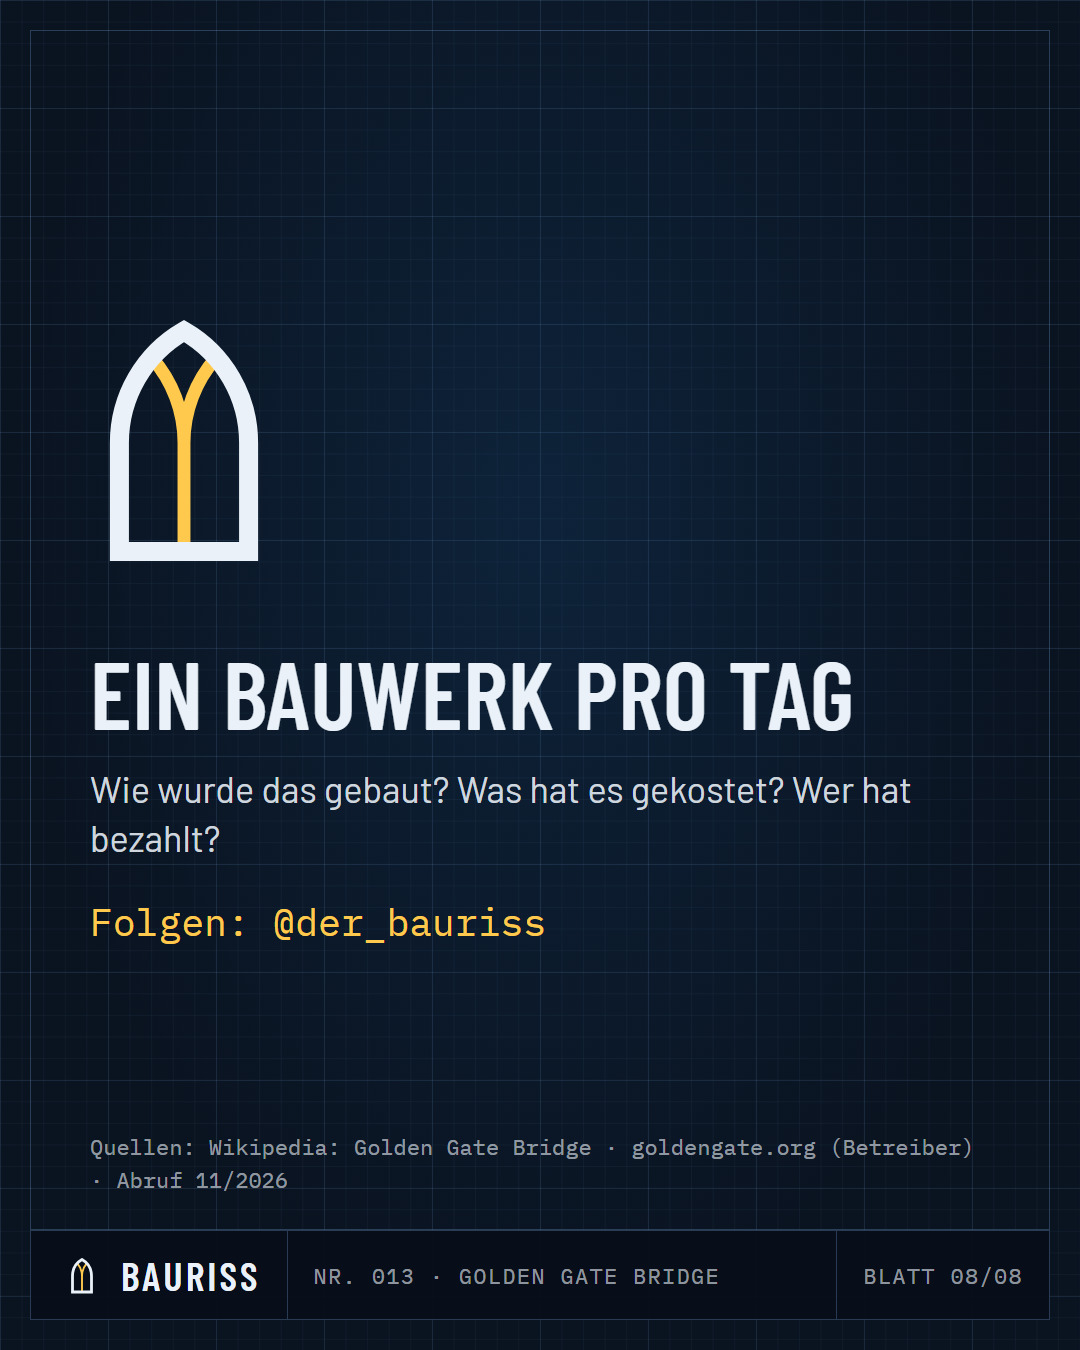 EIN BAUWERK PRO TAG
Wie wurde das gebaut? Was hat es gekostet? Wer hat
bezahlt?
Folgen: @der_bauriss
Quellen: Wikipedia: Golden Gate Bridge · goldengate.org (Betreiber)
· Abruf 11/2026
BAURISS
NR. 013 · GOLDEN GATE BRIDGE
BLATT 08/08